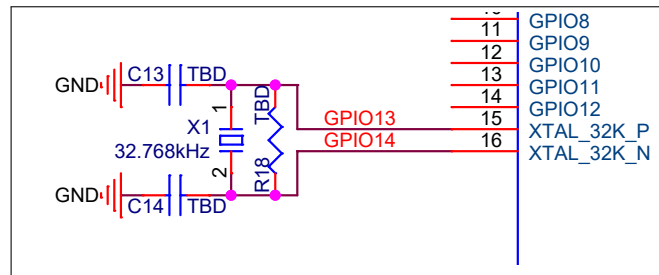 GPIO8
11
GPIO9
12
GPIO10
13
GPIO11
14
GPIO12
15
XTAL_32K_P
16
XTAL_32K_N
GPIO13
GPIO14
GND
C13
TBD
1
X1
32.768kHz
2
TBD
R18
GND
C14
TBD